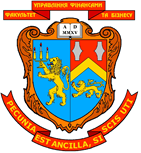 УПРАВЛІННЯ ФІНАНСАМИ
ФАКУЛЬТЕТ ТА БІЗНЕСУ
A D
MMXV
PECUNIA EST ANCILLA, SI SCIS UTI